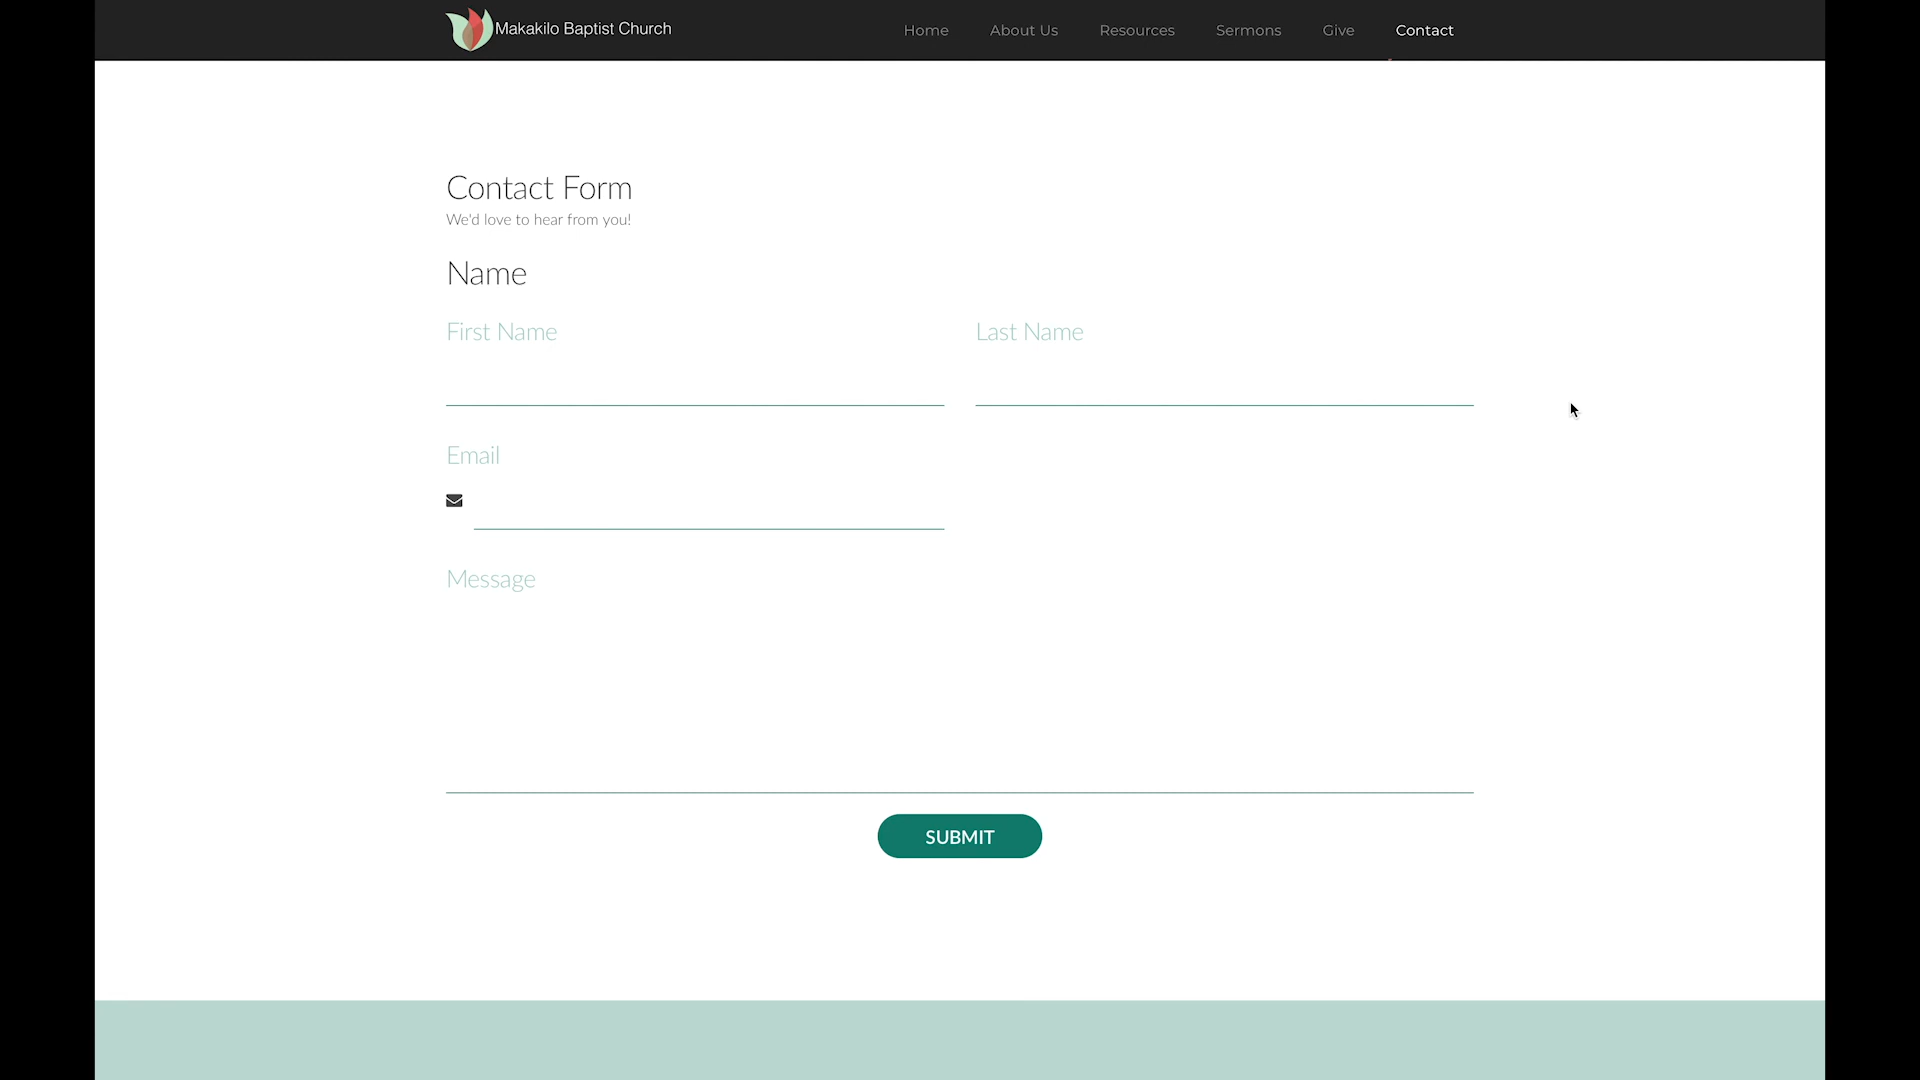 Makakilo Baptist Church
Home
About Us
Resources
Sermons
Give
Contact
Contact Form
We'd love to hear from you!
Name
First Name
Last Name
Email
Message
SUBMIT